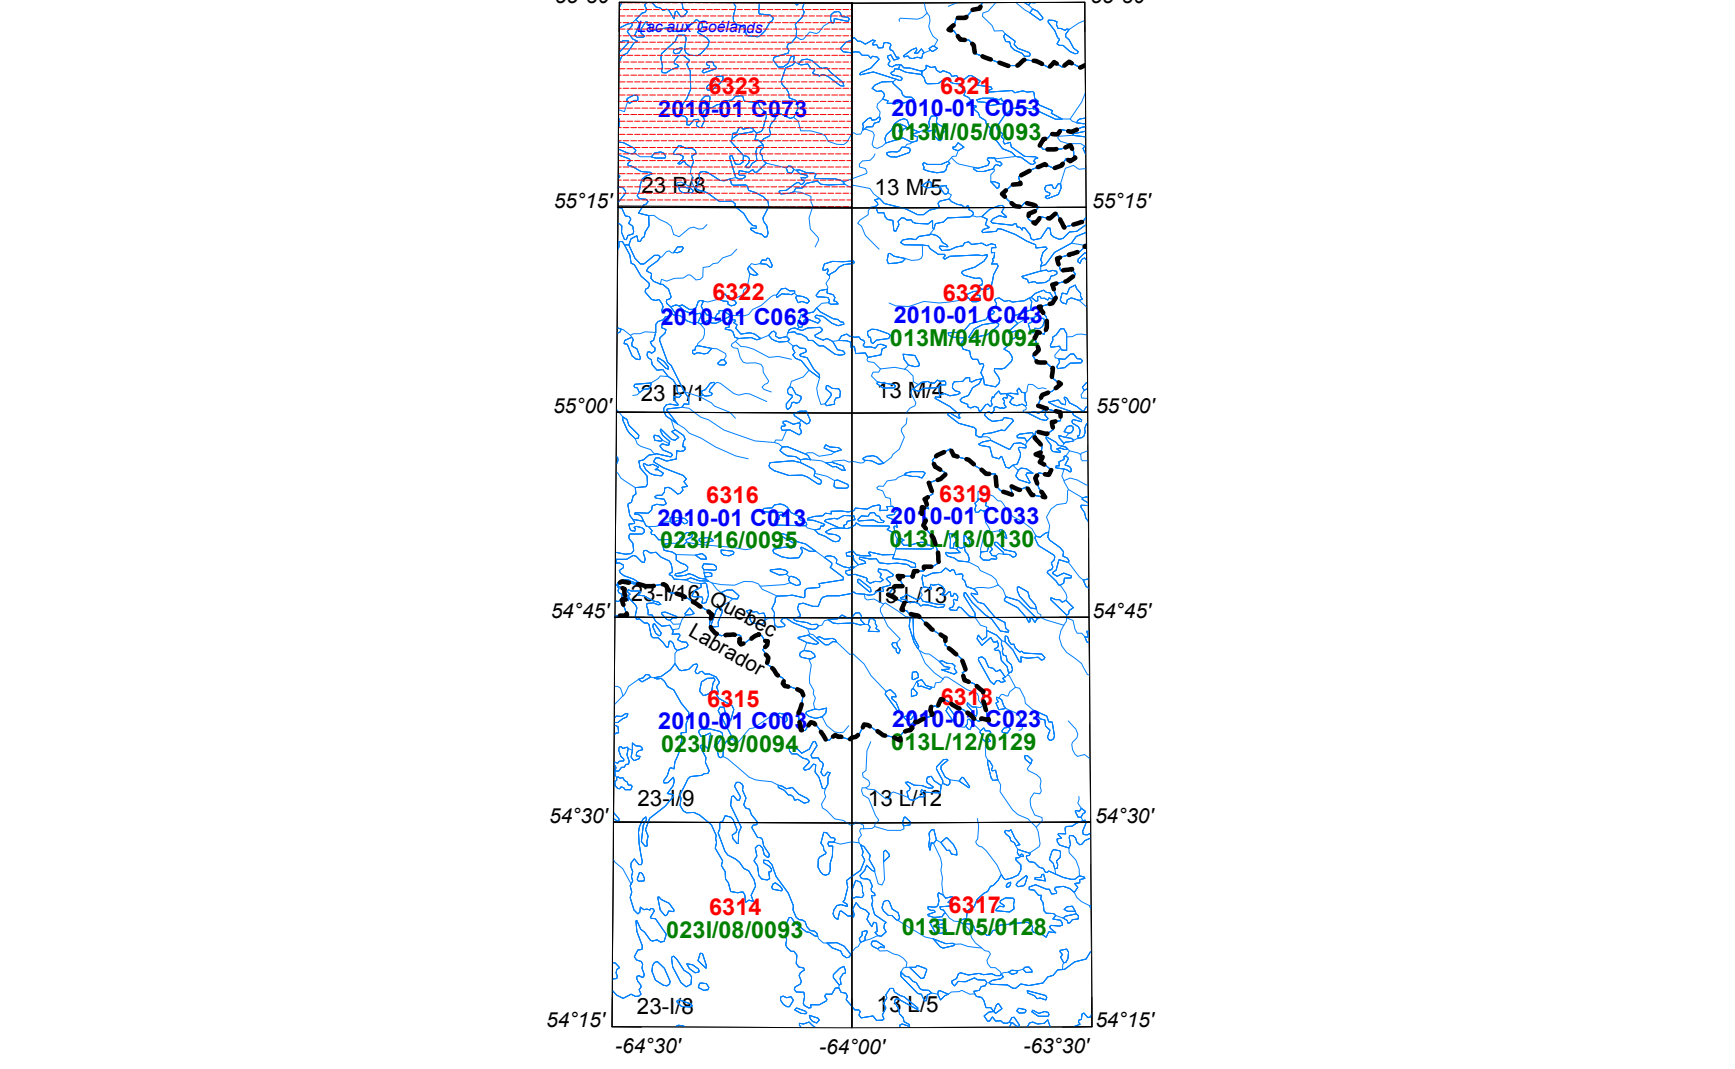 Lac aux Goélands
6323
2010-01 C073
23 P/8
6321
2010-01 C053
013M/05/0093
13 M/5
55°15'
55°15'
6322
2010-01 C063
23 P/1
6320
2010-01 C043
013M/04/0092
13 M/4
55°00'
55°00'
6316
2010-01 C013
023I/16/0095
23-I/16
Quebec
Labrador
6319
2010-01 C033
013L/13/0130
13 L/13
54°45'
54°45'
6315
2010-01 C003
023I/09/0094
23-I/9
6318
2010-01 C023
013L/12/0129
13 L/12
54°30'
54°30'
6314
023I/08/0093
23-I/8
6317
013L/05/0128
13 L/5
54°15'
54°15'
-64°30'
-64°00'
-63°30'